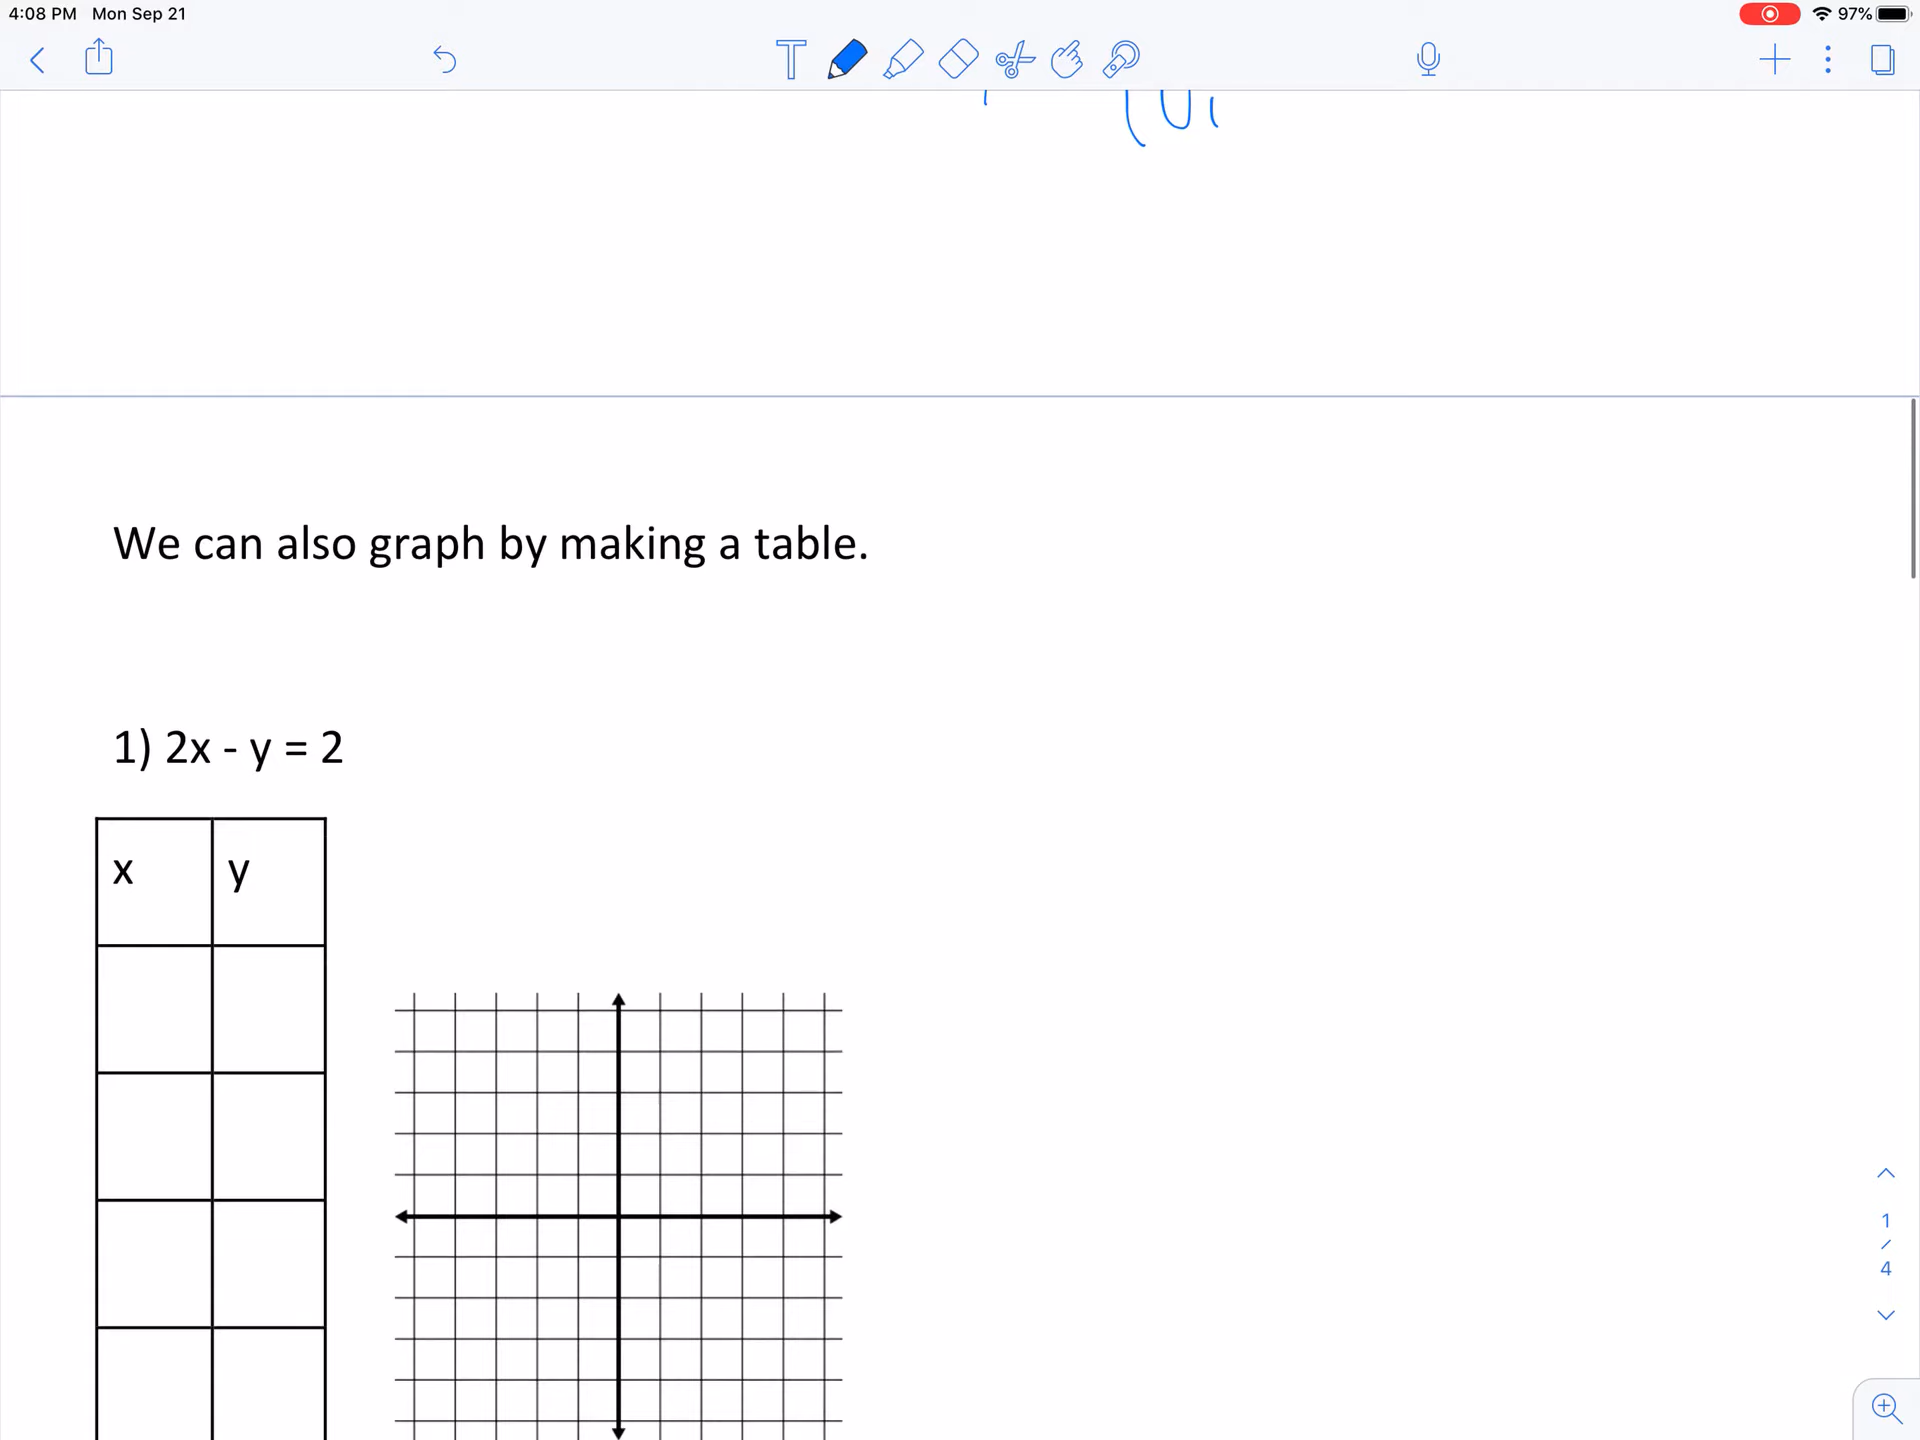 4:08 PM Mon Sep 21
97%
We can also graph by making a table.
1) 2x - y = 2
x y
1
/
4